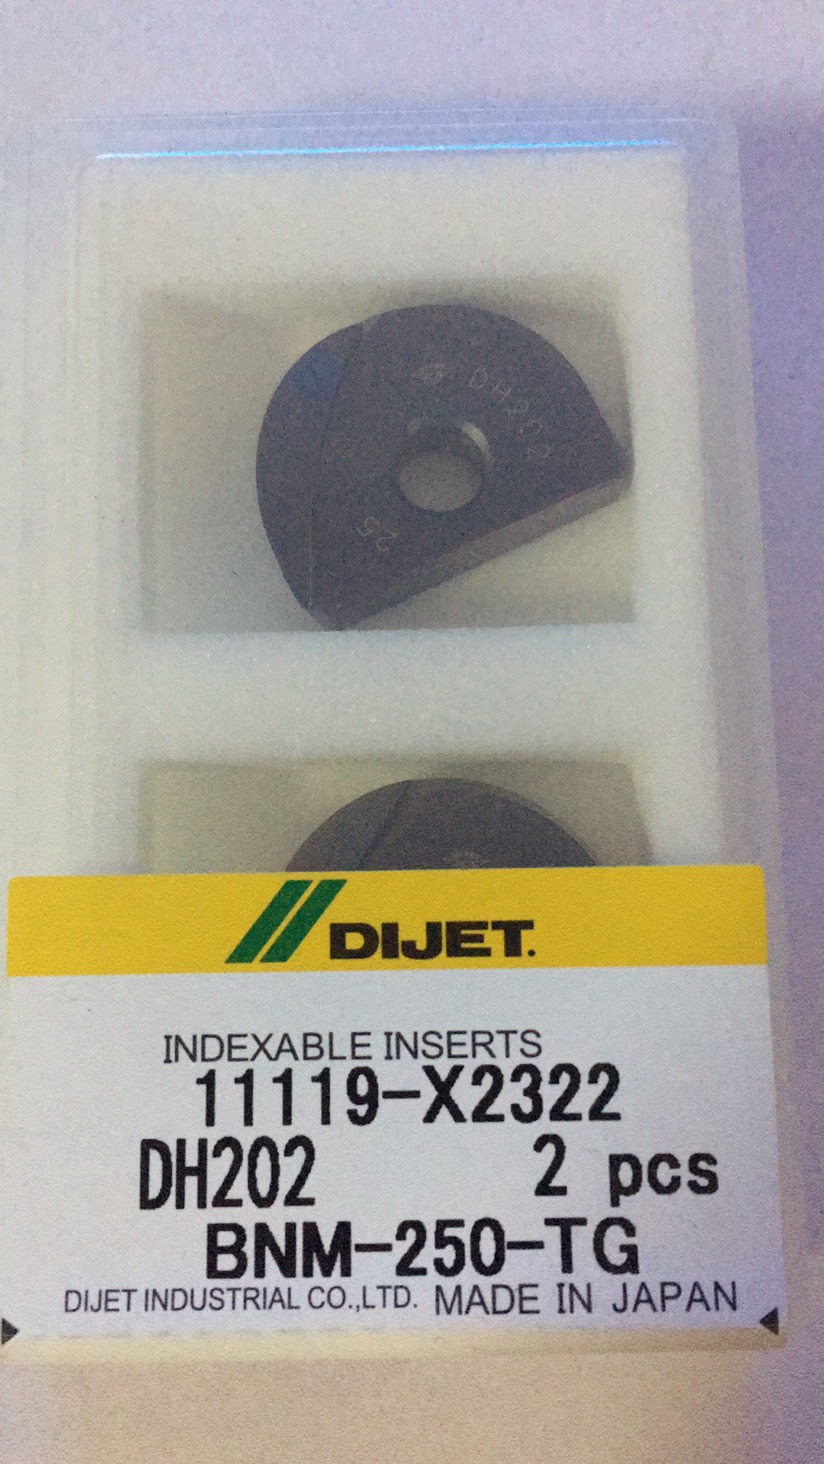 DH202
25
DIJET.
INDEXABLE INSERTS
11119-X2322
DH202 2 pcs
BNM-250-TG
DIJET INDUSTRIAL CO.,LTD. MADE IN JAPAN